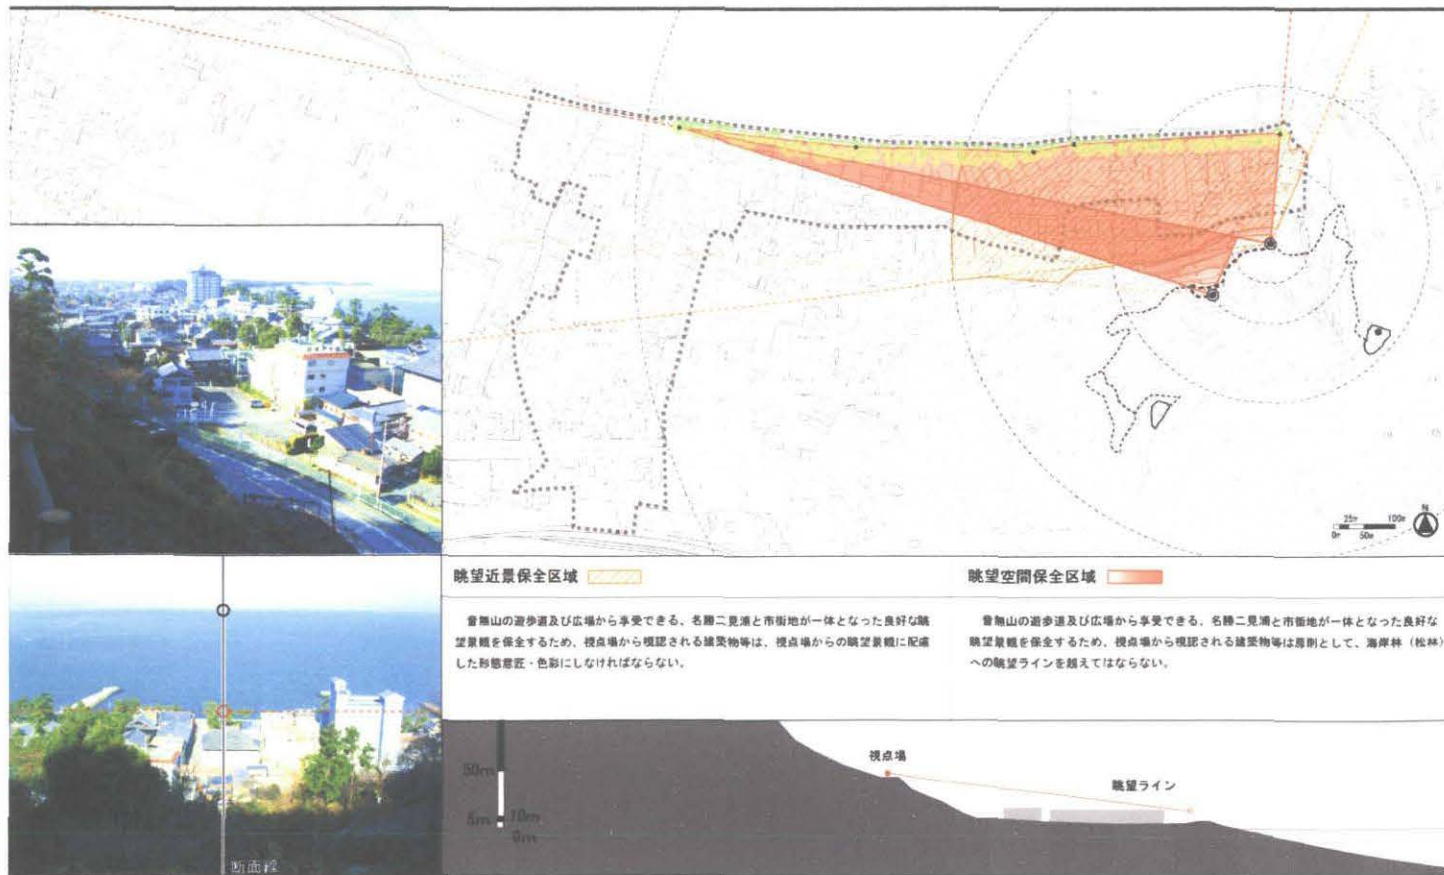 N
25m 100m
0m 50m
眺望近景保全区域
音無山の遊歩道及び広場から享受できる、名勝二見浦と市街地が一体となった良好な眺
望景観を保全するため、視点場から視認される建築物等は、視点場からの眺望景観に配慮
した形態意匠・色彩にしなければならない。
眺望空間保全区域
音無山の遊歩道及び広場から享受できる、名勝二見浦と市街地が一体となった良好な
眺望景観を保全するため、視点場から視認される建築物等は原則として、海岸林（松林）
への眺望ラインを越えてはならない。
視点場
眺望ライン
50m
5m 10m
0m
断面線